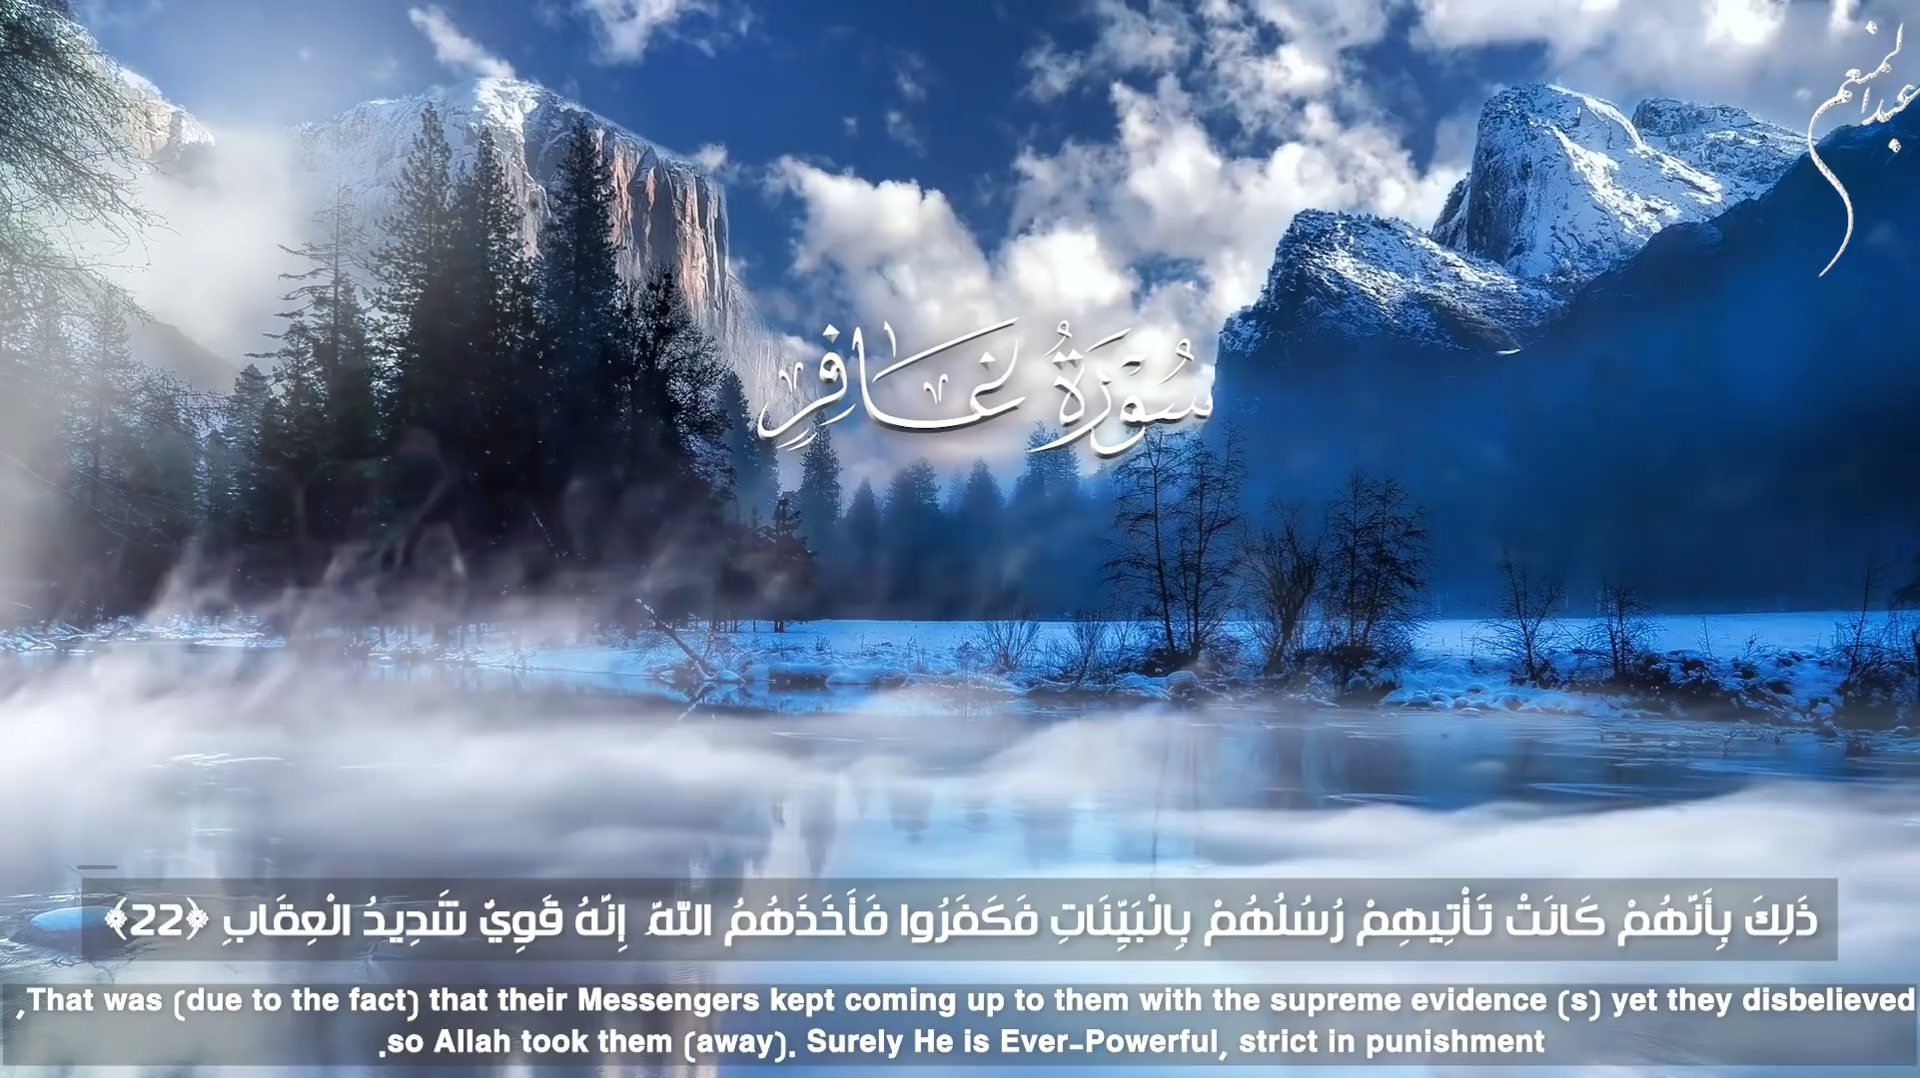 عبدالمنعم
سُورَةُ غَافِرٍ
ذَلِكَ بِأَنَّهُمْ كَانَتْ تَأْتِيهِمْ رُسُلُهُمْ بِالْبَيِّنَاتِ فَكَفَرُوا فَأَخَذَهُمُ اللَّهُ إِنَّهُ قَوِيٌّ شَدِيدُ الْعِقَابِ ﴿22﴾
,That was (due to the fact) that their Messengers kept coming up to them with the supreme evidence (s) yet they disbelieved
.so Allah took them (away). Surely He is Ever-Powerful, strict in punishment